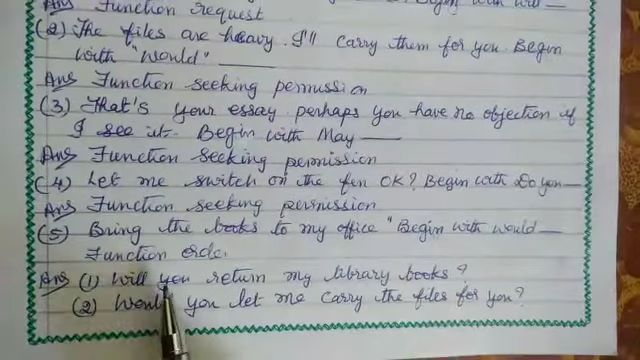 Ans Function request
(2) The files are heavy. I'll carry them for you. Begin
with "would"
Ans Function seeking permission
(3) That's your essay perhaps you have no objection if
I see it. Begin with May
Ans Function seeking permission
(4) Let me switch on the fan OK? Begin with Do you
Ans Function seeking permission
(5) Bring the books to my office "Begin with would
Function order
Ans (1) Will you return my library books?
(2) Would you let me carry the files for you?